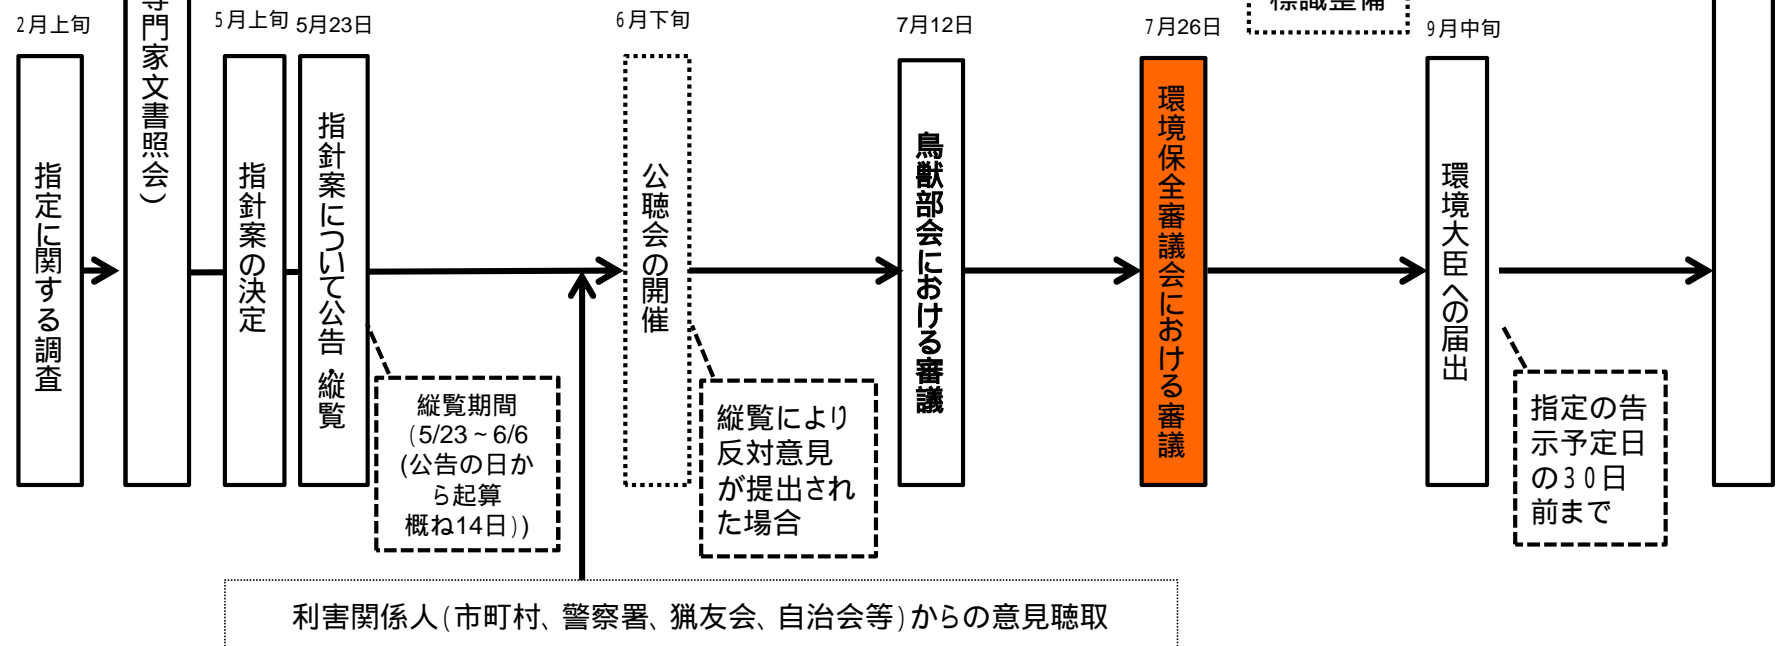 標識整備
2月上旬
5月上旬
5月23日
6月下旬
7月12日
7月26日
9月中旬
指定に関する調査
専門家文書照会）
指針案の決定
指針案について公告・縦覧
公聴会の開催
鳥獣部会における審議
環境保全審議会における審議
環境大臣への届出
縦覧期間
(5/23～6/6
(公告の日か
ら起算
概ね14日))
縦覧により
反対意見
が提出され
た場合
指定の告
示予定日
の30日
前まで
利害関係人(市町村、警察署、猟友会、自治会等)からの意見聴取